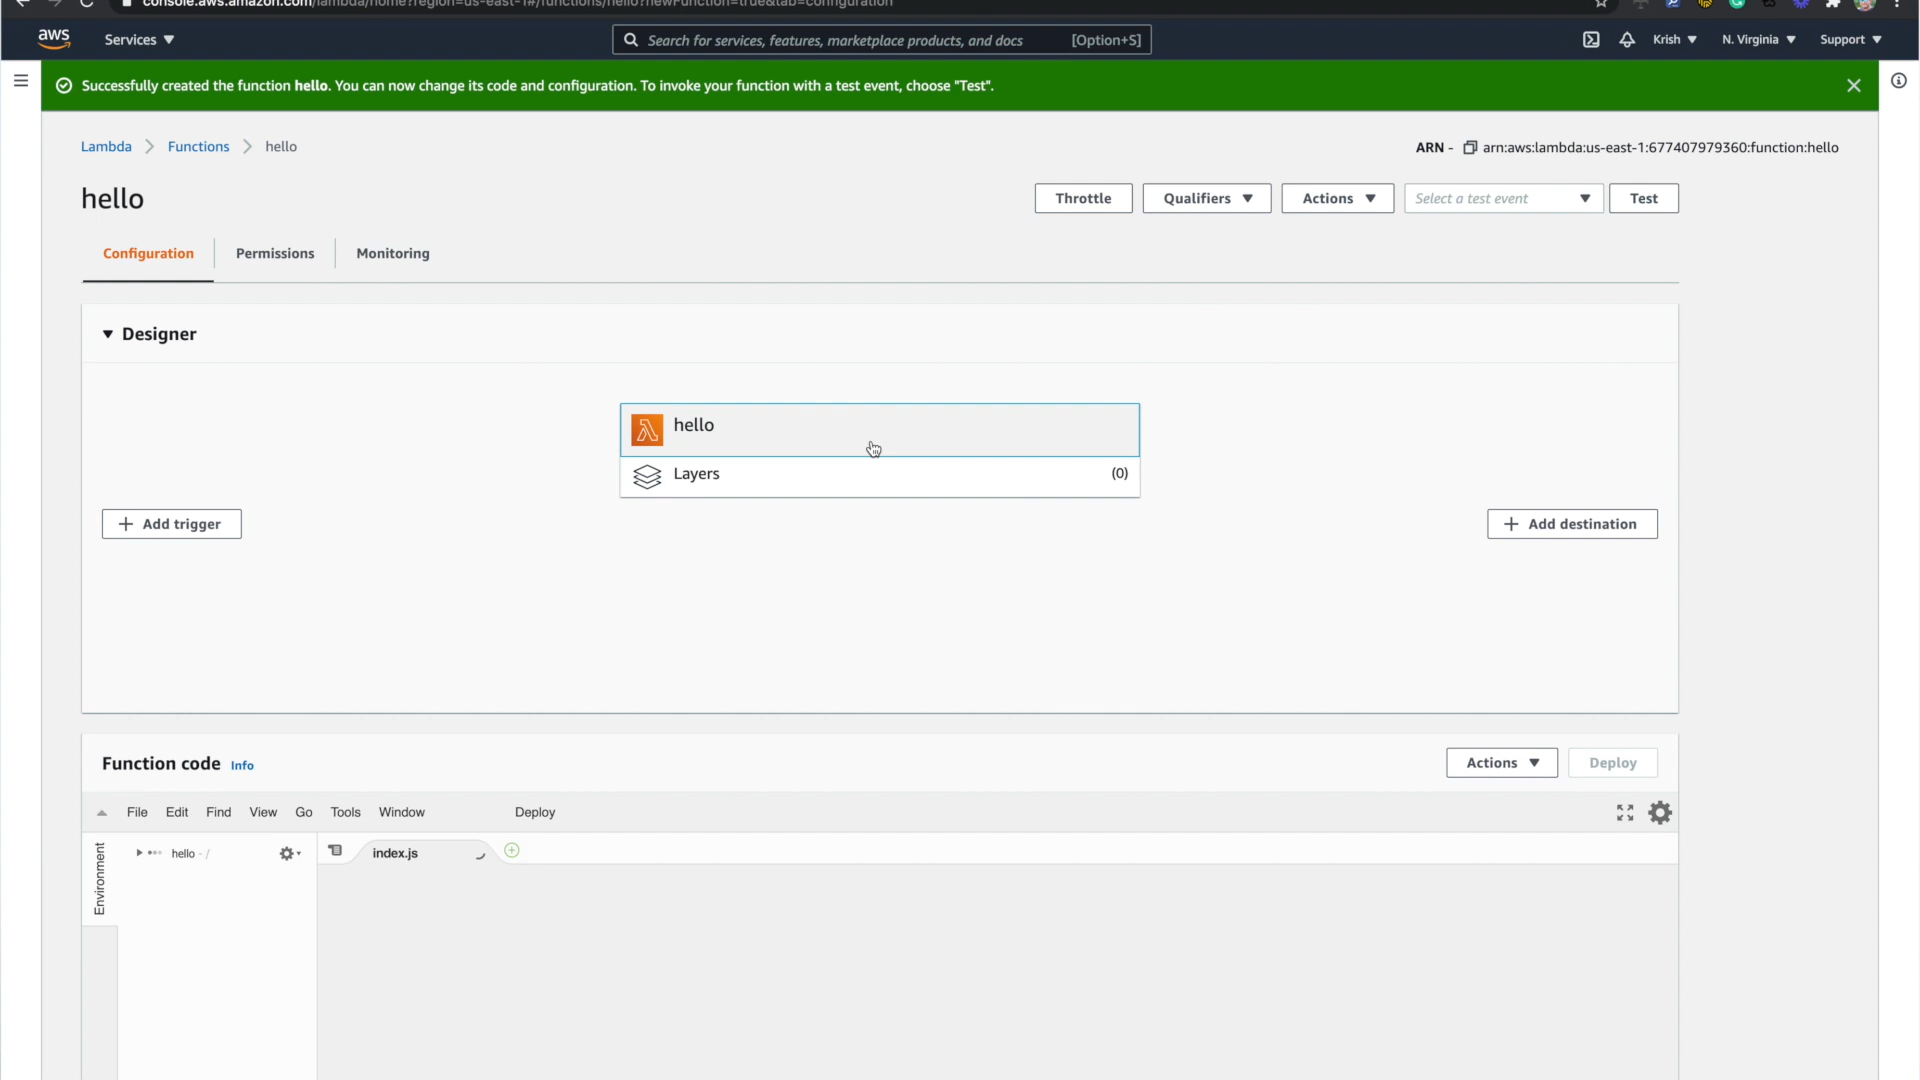 console.aws.amazon.com/lambda/home?region=us-east-1#/functions/hello?newFunction=true&tab=configuration
aws
Services
Search for services, features, marketplace products, and docs
[Option+S]
Krish
N. Virginia
Support
Successfully created the function hello. You can now change its code and configuration. To invoke your function with a test event, choose "Test".
Lambda
Functions
hello
ARN - arn:aws:lambda:us-east-1:677407979360:function:hello
hello
Throttle
Qualifiers
Actions
Select a test event
Test
Configuration
Permissions
Monitoring
Designer
hello
Layers
(0)
+ Add trigger
+ Add destination
Function code Info
Actions
Deploy
File Edit Find View Go Tools Window Deploy
Environment
hello - /
index.js